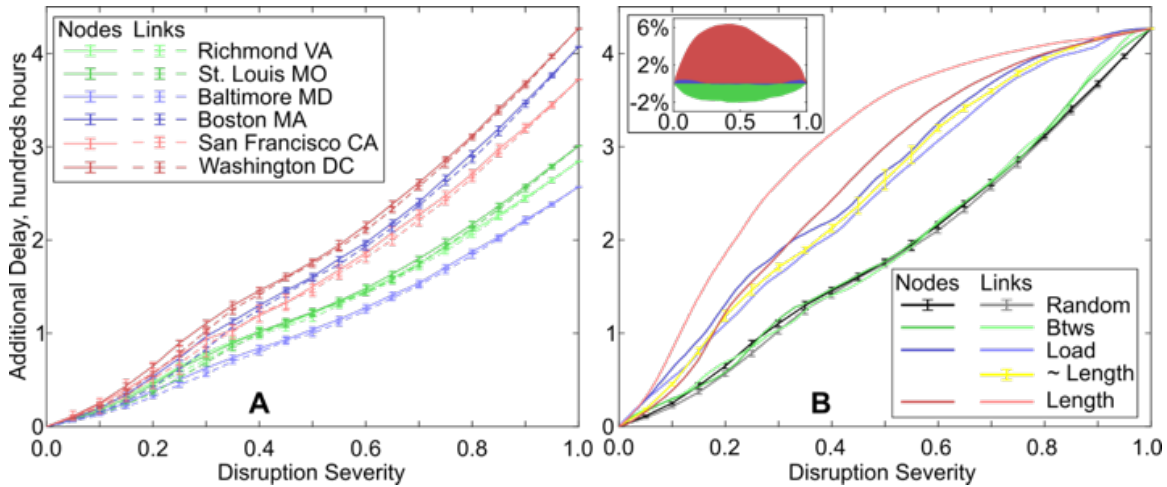 Additional Delay, hundreds hours
4
3
2
1
0
Nodes Links
Richmond VA
St. Louis MO
Baltimore MD
Boston MA
San Francisco CA
Washington DC
A
0.0 0.2 0.4 0.6 0.8 1.0
Disruption Severity
4
3
2
1
0
6%
2%
-2%
0.0 0.5 1.0
Nodes Links
Random
Btws
Load
~ Length
Length
B
0.0 0.2 0.4 0.6 0.8 1.0
Disruption Severity